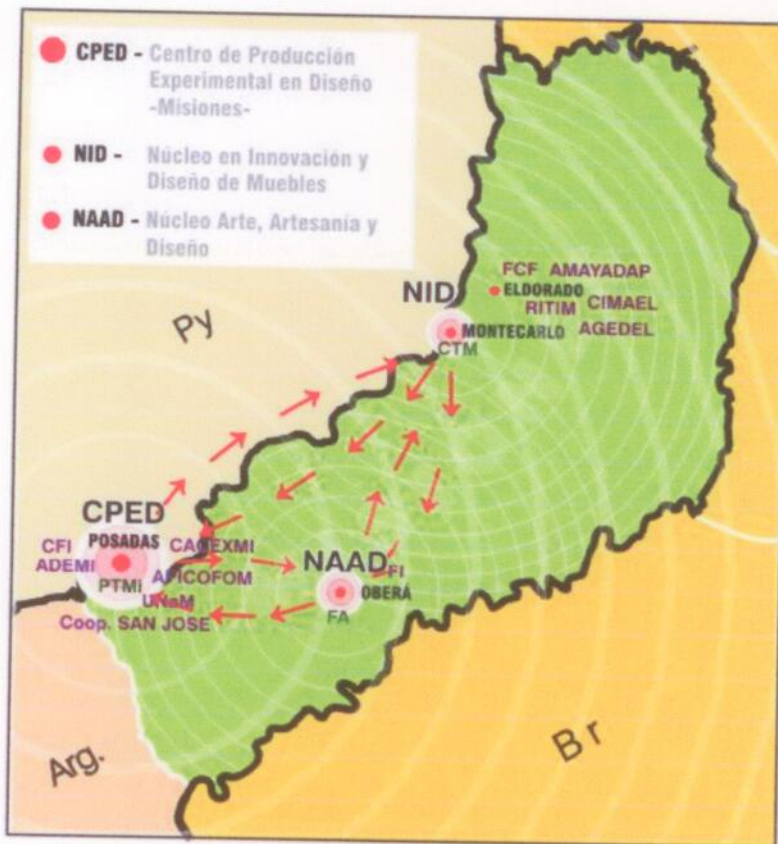 CPED - Centro de Producción
Experimental en Diseño
-Misiones-
NID - Núcleo en Innovación y
Diseño de Muebles
NAAD - Núcleo Arte, Artesanía y
Diseño
FCF AMAYADAP
NID
ELDORADO
RITIM CIMAEL
Py
MONTECARLO AGEDEL
CTM
CPED
POSADAS
CFI
CACEXMI
ADEMI
NAAD
FI
PTMi
APICOFOM
OBERÁ
UNaM
FA
Coop. SAN JOSE
Br
Arg.